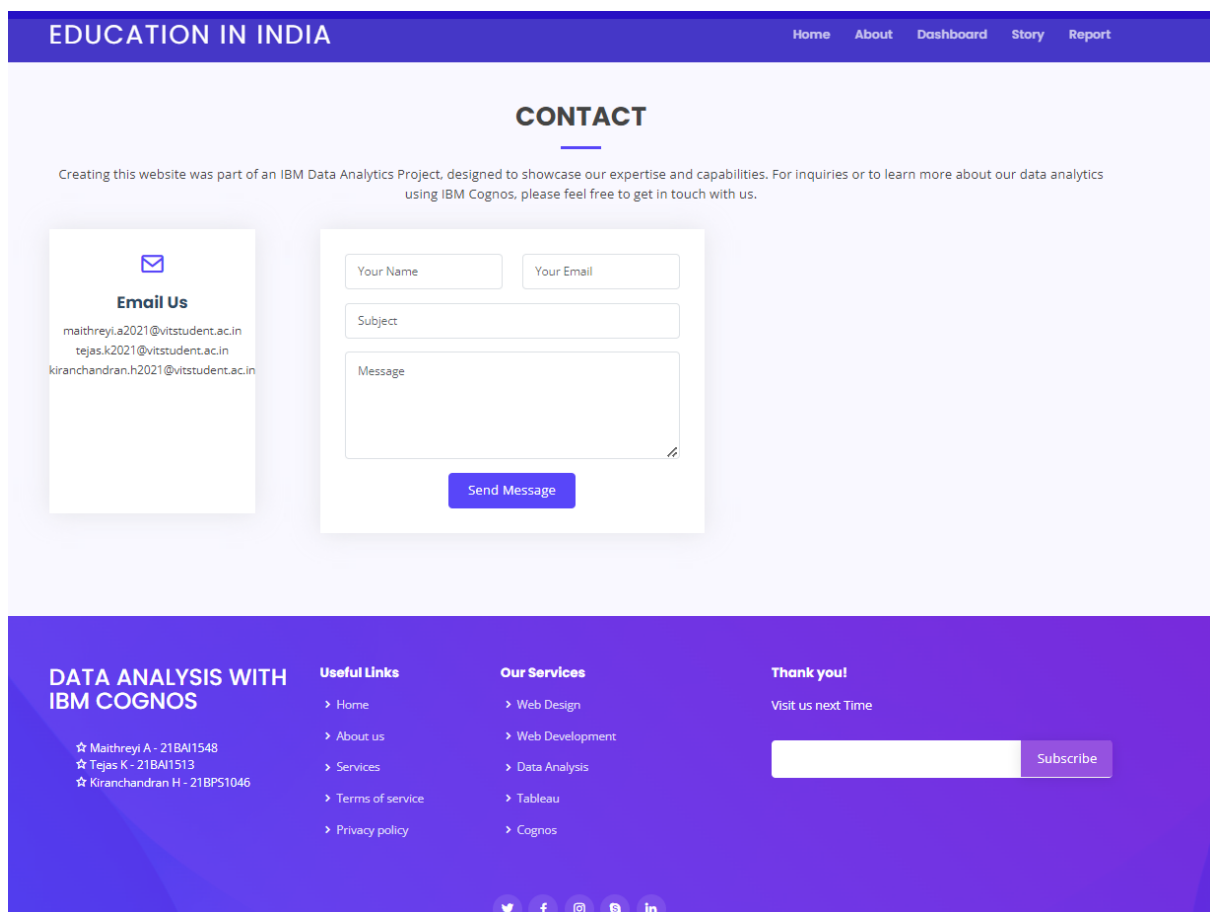 EDUCATION IN INDIA
Home About Dashboard Story Report
CONTACT
Creating this website was part of an IBM Data Analytics Project, designed to showcase our expertise and capabilities. For inquiries or to learn more about our data analytics
using IBM Cognos, please feel free to get in touch with us.
Email Us
maithreyi.a2021@vitstudent.ac.in
tejas.k2021@vitstudent.ac.in
kiranchandran.h2021@vitstudent.ac.in
Your Name
Your Email
Subject
Message
Send Message
DATA ANALYSIS WITH
IBM COGNOS
Maithreyi A - 21BAI1548
Tejas K - 21BAI1513
Kiranchandran H - 21BPS1046
Useful Links
Home
About us
Services
Terms of service
Privacy policy
Our Services
Web Design
Web Development
Data Analysis
Tableau
Cognos
Thank you!
Visit us next Time
Subscribe